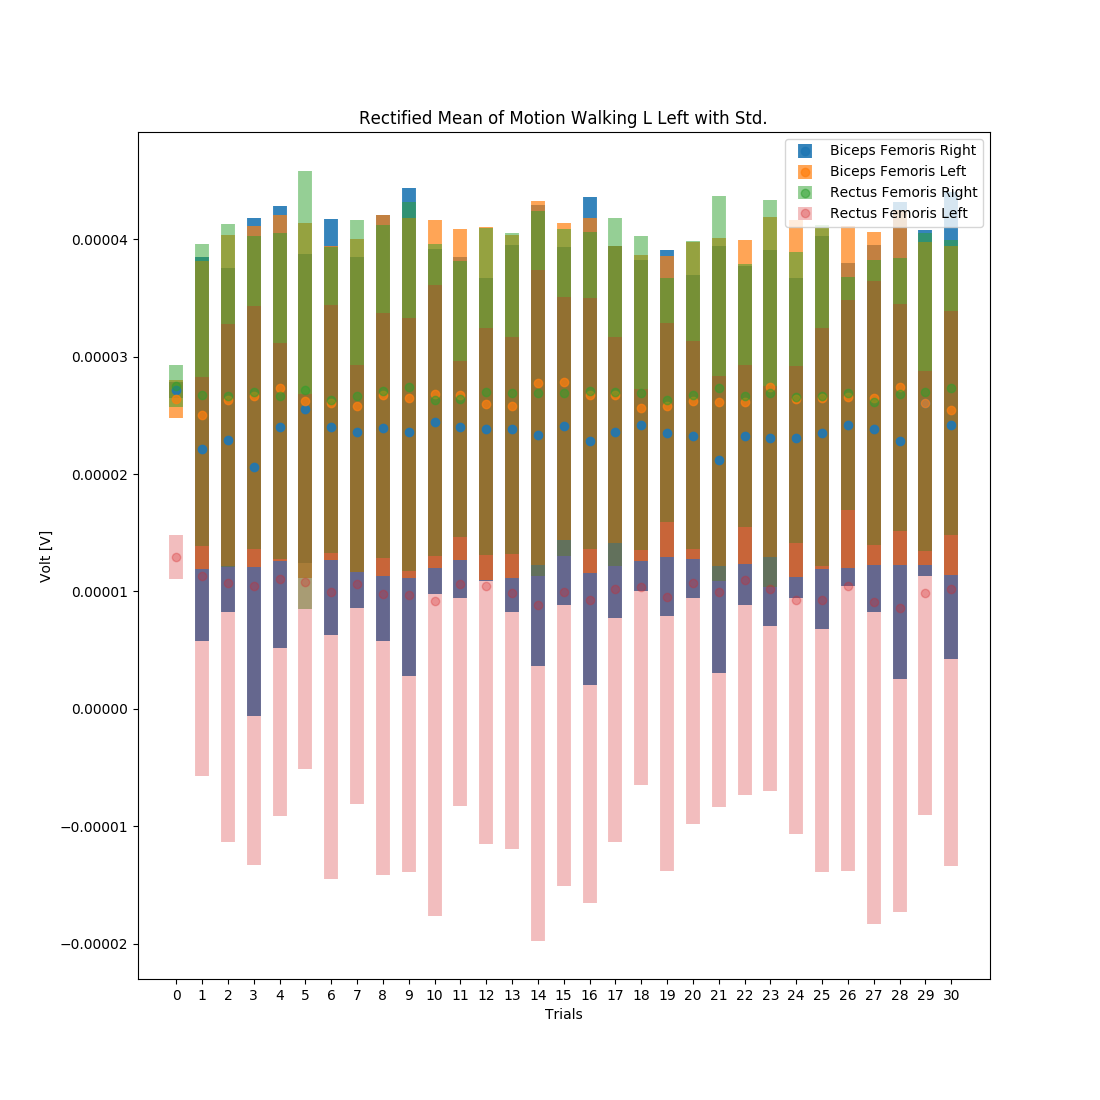 Rectified Mean of Motion Walking L Left with Std.
Biceps Femoris Right
Biceps Femoris Left
Rectus Femoris Right
Rectus Femoris Left
0.00004
0.00003
0.00002
0.00001
0.00000
−0.00001
−0.00002
Volt [V]
0 1 2 3 4 5 6 7 8 9 10 11 12 13 14 15 16 17 18 19 20 21 22 23 24 25 26 27 28 29 30
Trials